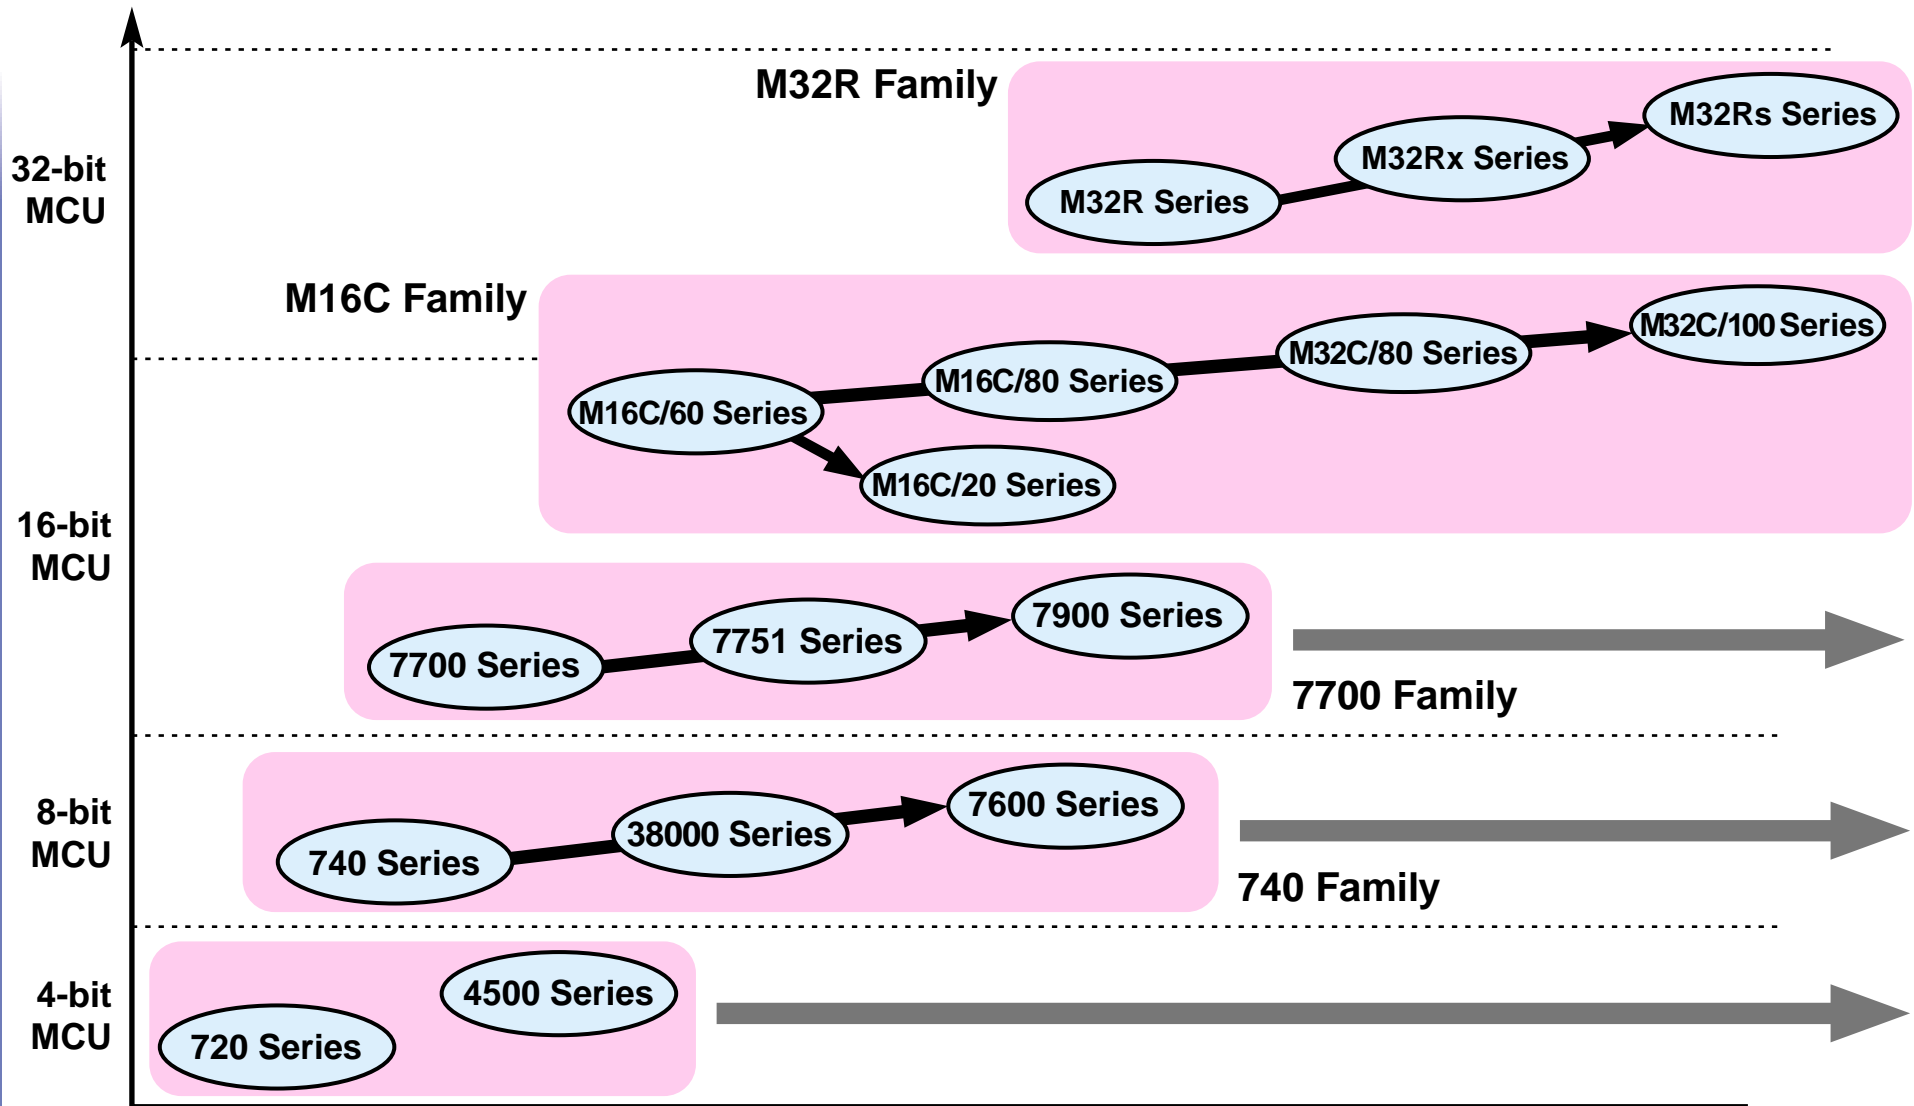 M32R Family
M32Rs Series
M32Rx Series
M32R Series
32-bit
MCU
M16C Family
M32C/100 Series
M32C/80 Series
M16C/80 Series
M16C/60 Series
M16C/20 Series
16-bit
MCU
7900 Series
7751 Series
7700 Series
7700 Family
8-bit
MCU
7600 Series
38000 Series
740 Series
740 Family
4-bit
MCU
4500 Series
720 Series